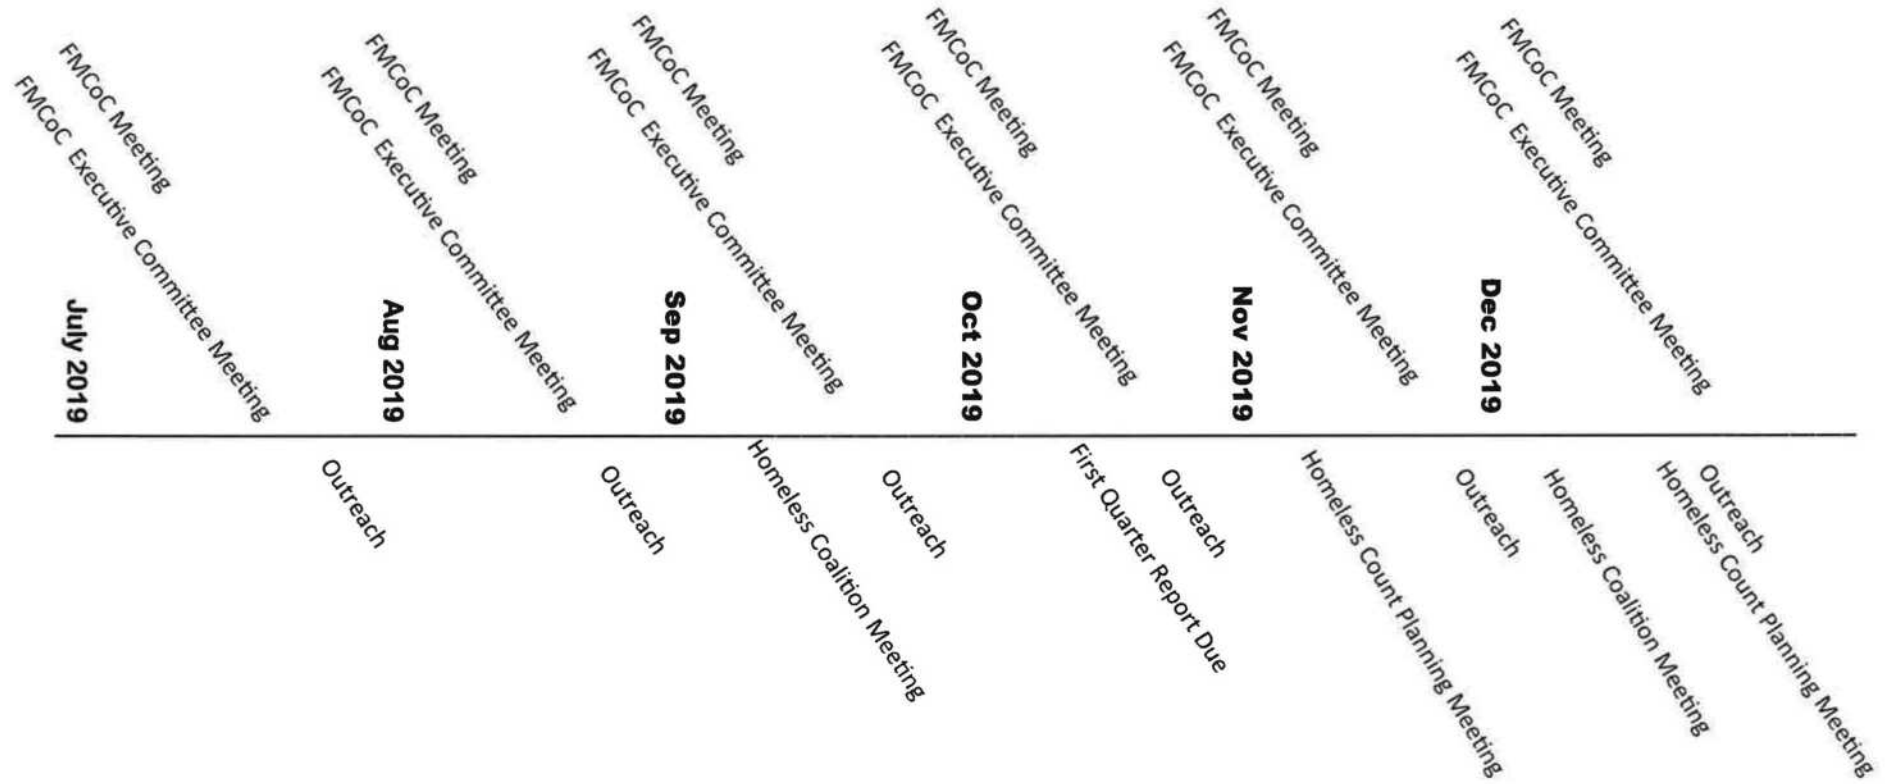 FMCoC Meeting
FMCoC Executive Committee Meeting
July 2019
FMCoC Meeting
FMCoC Executive Committee Meeting
Aug 2019
FMCoC Meeting
FMCoC Executive Committee Meeting
Sep 2019
FMCoC Meeting
FMCoC Executive Committee Meeting
Oct 2019
FMCoC Meeting
FMCoC Executive Committee Meeting
Nov 2019
FMCoC Meeting
FMCoC Executive Committee Meeting
Dec 2019
Outreach
Outreach
Homeless Coalition Meeting
Outreach
First Quarter Report Due
Outreach
Homeless Count Planning Meeting
Outreach
Homeless Coalition Meeting
Outreach
Homeless Count Planning Meeting